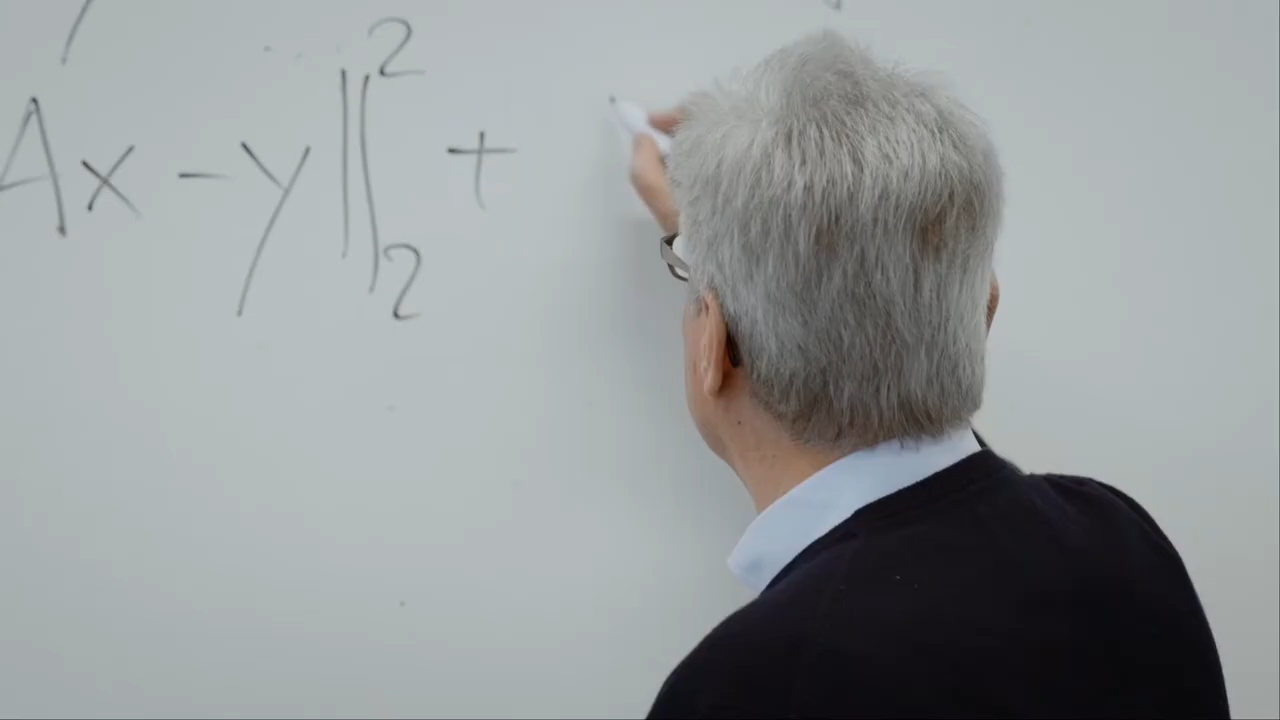 Ax - y||₂² +